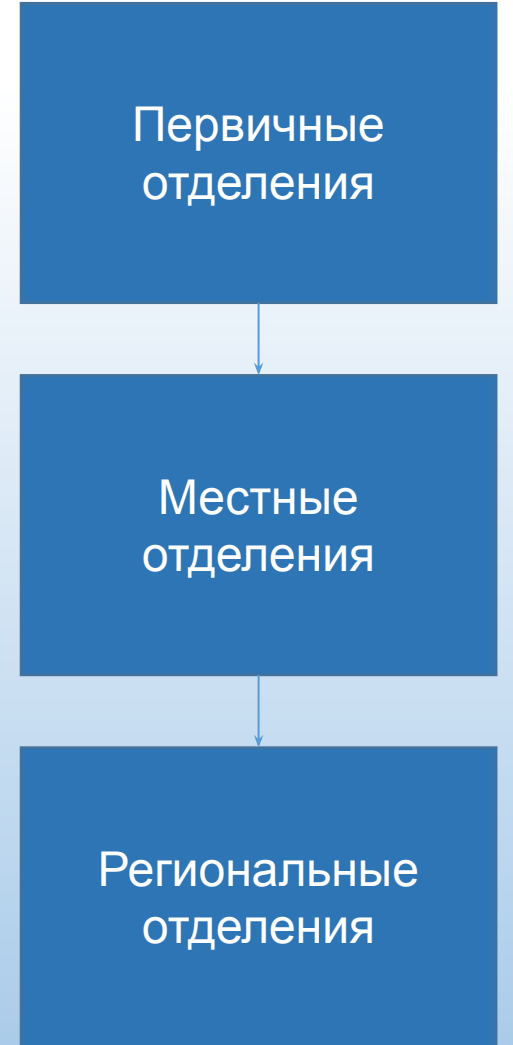 Первичные
отделения
Местные
отделения
Региональные
отделения